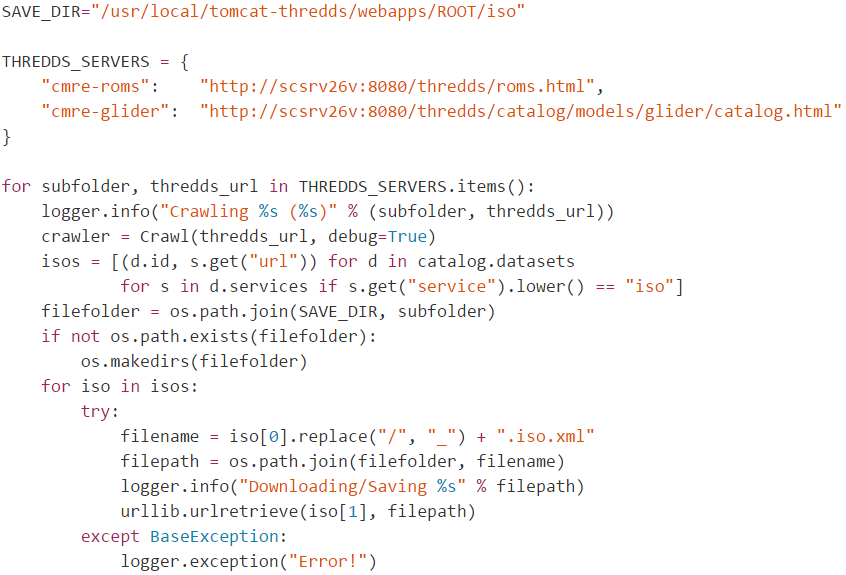 SAVE_DIR="/usr/local/tomcat-thredds/webapps/ROOT/iso"

THREDDS_SERVERS = {
    "cmre-roms":    "http://scsrv26v:8080/thredds/roms.html",
    "cmre-glider":  "http://scsrv26v:8080/thredds/catalog/models/glider/catalog.html"
}

for subfolder, thredds_url in THREDDS_SERVERS.items():
    logger.info("Crawling %s (%s)" % (subfolder, thredds_url))
    crawler = Crawl(thredds_url, debug=True)
    isos = [(d.id, s.get("url")) for d in catalog.datasets
            for s in d.services if s.get("service").lower() == "iso"]
    filefolder = os.path.join(SAVE_DIR, subfolder)
    if not os.path.exists(filefolder):
        os.makedirs(filefolder)
    for iso in isos:
        try:
            filename = iso[0].replace("/", "_") + ".iso.xml"
            filepath = os.path.join(filefolder, filename)
            logger.info("Downloading/Saving %s" % filepath)
            urllib.urlretrieve(iso[1], filepath)
        except BaseException:
            logger.exception("Error!")